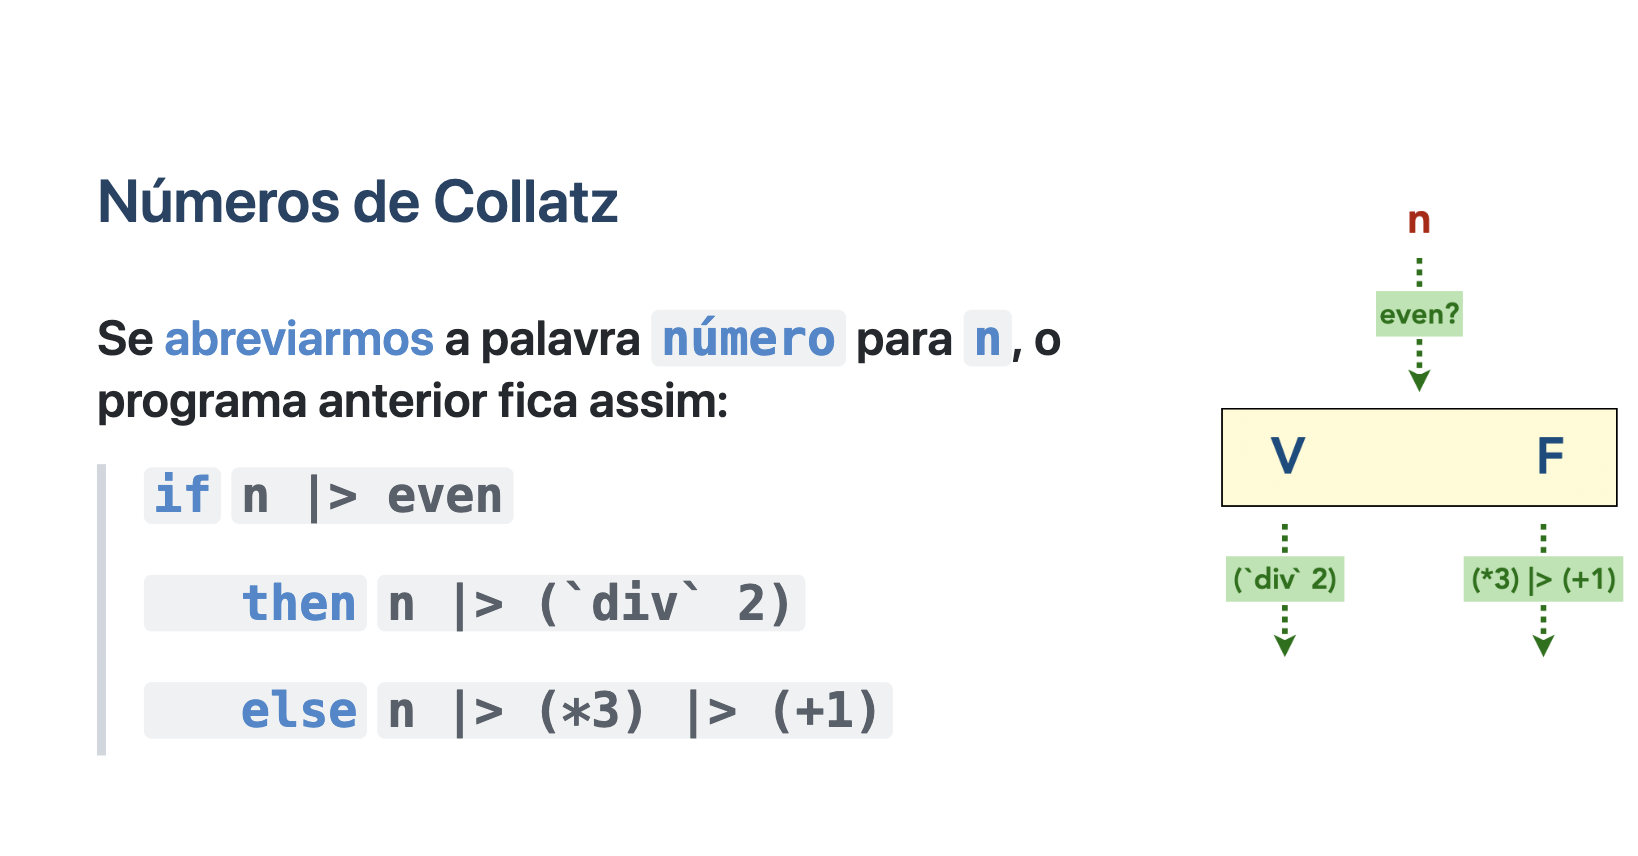 Números de Collatz
Se abreviarmos a palavra número para n, o
programa anterior fica assim:
if n |> even
then n |> (`div` 2)
else n |> (*3) |> (+1)
n
even?
V F
(`div` 2) (*3) |> (+1)